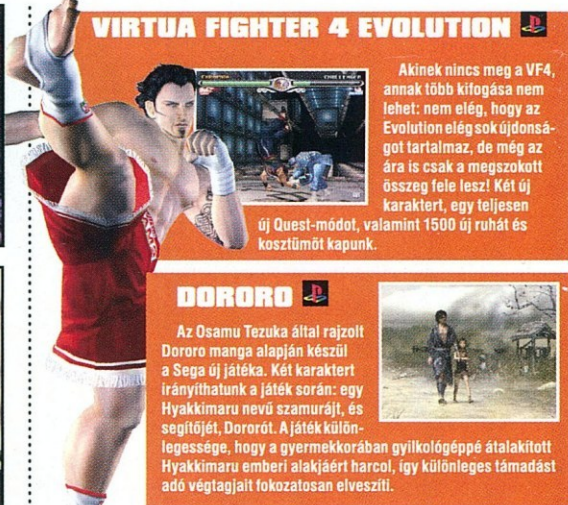 VIRTUA FIGHTER 4 EVOLUTION
Akinek nincs meg a VF4,
annak több kifogása nem
lehet: nem elég, hogy az
Evolution elég sok újdonsá-
got tartalmaz, de még az
ára is csak a megszokott
összeg fele lesz! Két új
karaktert, egy teljesen
új Quest-módot, valamint 1500 új ruhát és
kosztümöt kapunk.
DORORO
Az Osamu Tezuka által rajzolt
Dororo manga alapján készül
a Sega új játéka. Két karaktert
irányíthatunk a játék során: egy
Hyakkimaru nevű szamurájt, és
segítőjét, Dororót. A játék külön-
legessége, hogy a gyermekkorában gyilkológéppé átalakított
Hyakkimaru emberi alakjáért harcol, így különleges támadást
adó végtagjait fokozatosan elveszíti.